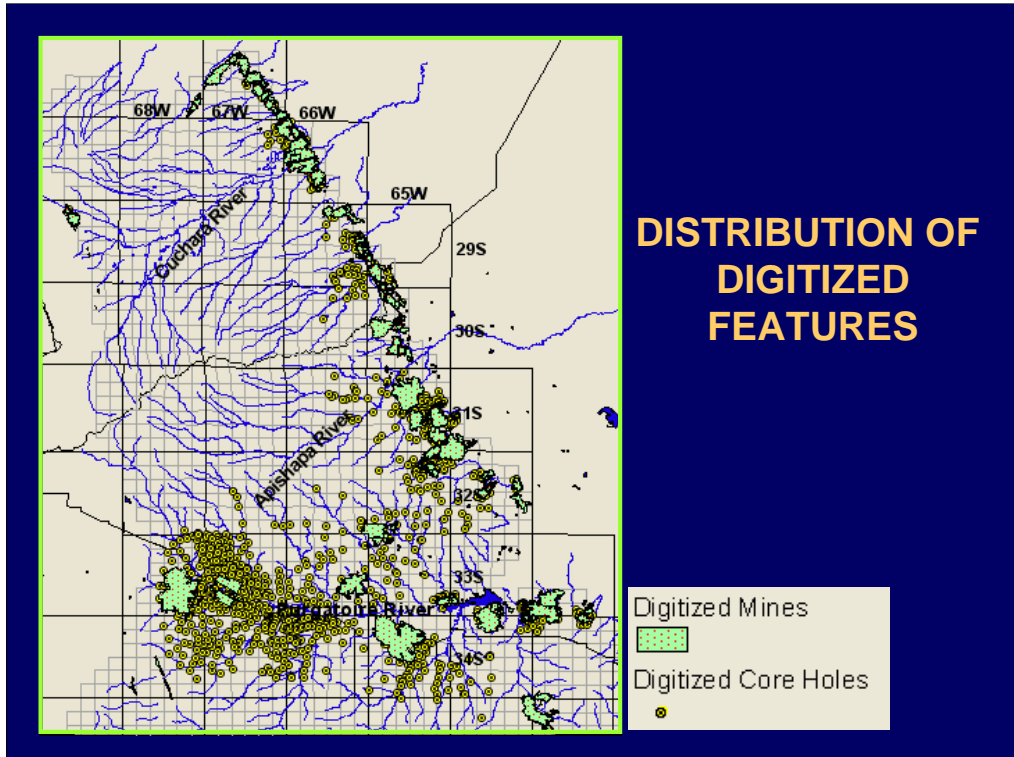 68W
67W
66W
65W
Cuchara River
29S
30S
31S
Apishapa River
32S
33S
Purgatoire River
34S
DISTRIBUTION OF
DIGITIZED
FEATURES
Digitized Mines
Digitized Core Holes